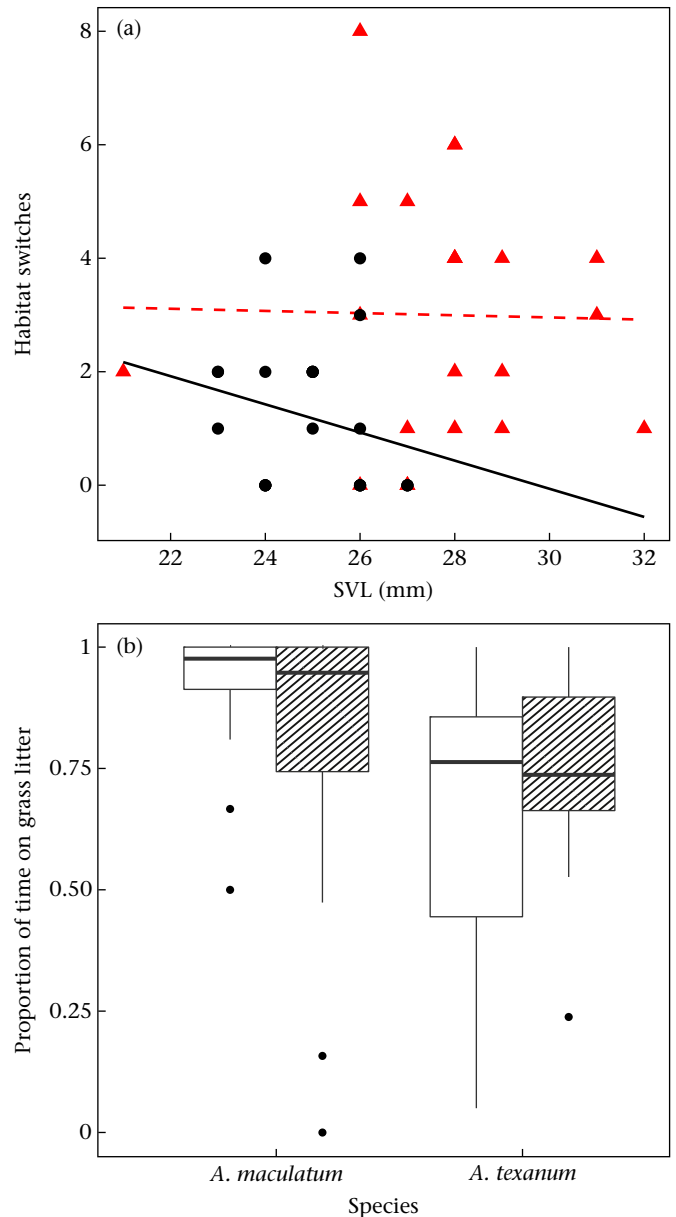 (a)
8
6
4
2
0
Habitat switches
22 24 26 28 30 32
SVL (mm)
(b)
1
0.75
0.50
0.25
0
Proportion of time on grass litter
A. maculatum A. texanum
Species